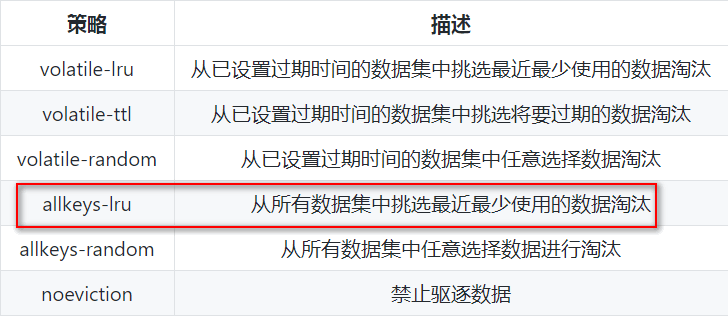 策略 描述
volatile-lru 从已设置过期时间的数据集中挑选最近最少使用的数据淘汰
volatile-ttl 从已设置过期时间的数据集中挑选将要过期的数据淘汰
volatile-random 从已设置过期时间的数据集中任意选择数据淘汰
allkeys-lru 从所有数据集中挑选最近最少使用的数据淘汰
allkeys-random 从所有数据集中任意选择数据进行淘汰
noeviction 禁止驱逐数据